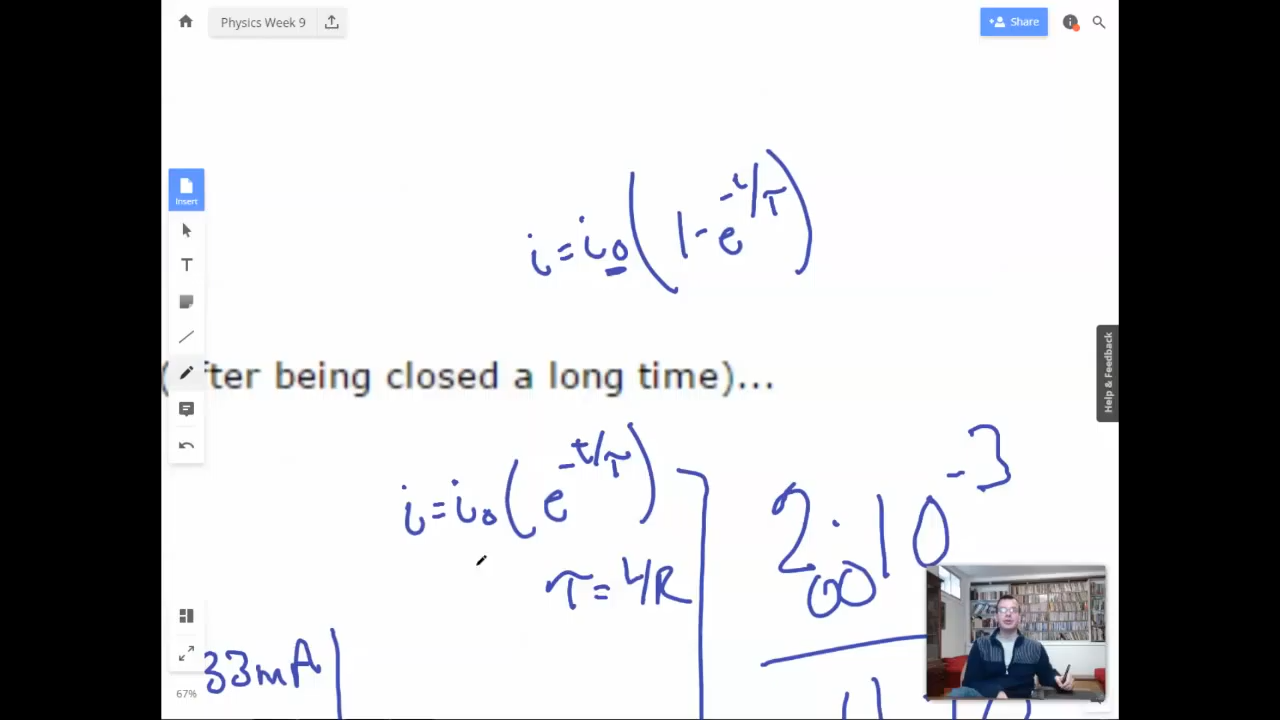 Physics Week 9
Share
Insert
i = i₀(1 - e^(-t/τ))
fter being closed a long time)...
i = i₀(e^(-t/τ))
τ = L/R
2·10^-3
00
33mA
67%
Help & Feedback